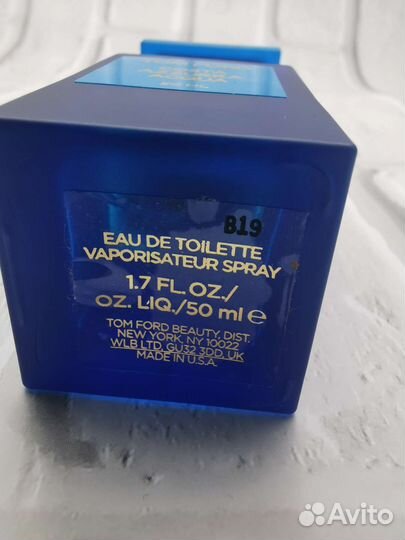 B19
EAU DE TOILETTE
VAPORISATEUR SPRAY
1.7 FL.OZ./
OZ. LIQ./50 ml e
TOM FORD BEAUTY, DIST.
NEW YORK, NY 10022
WLB LTD, GU32 3DD, UK
MADE IN U.S.A.
Avito